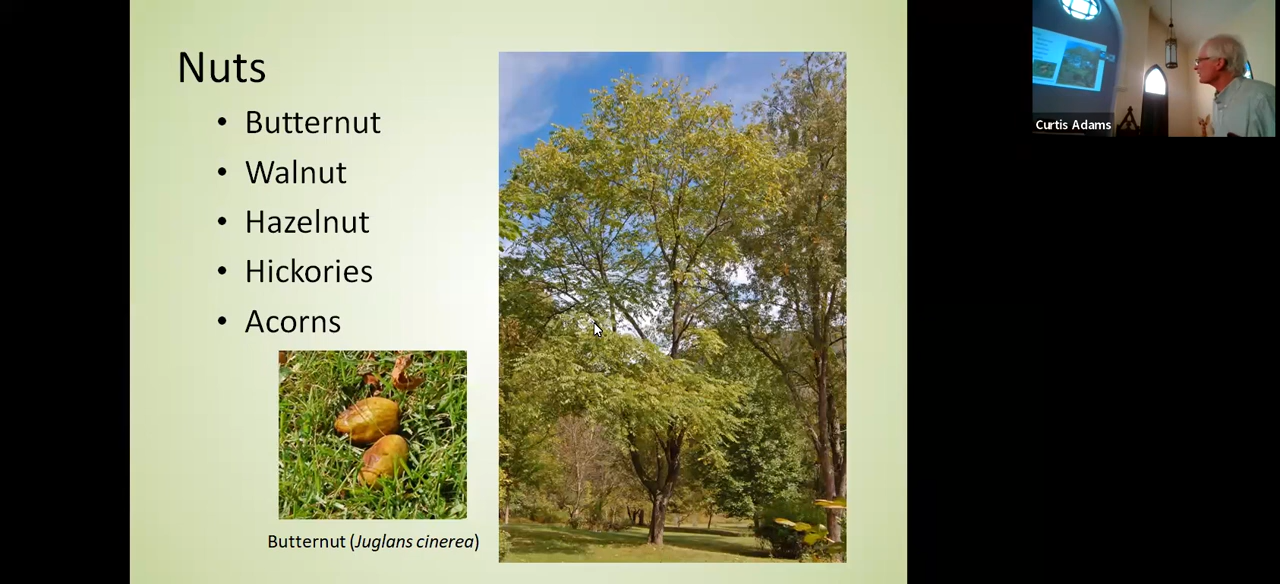 Nuts
• Butternut
• Walnut
• Hazelnut
• Hickories
• Acorns
Butternut (Juglans cinerea)
Curtis Adams